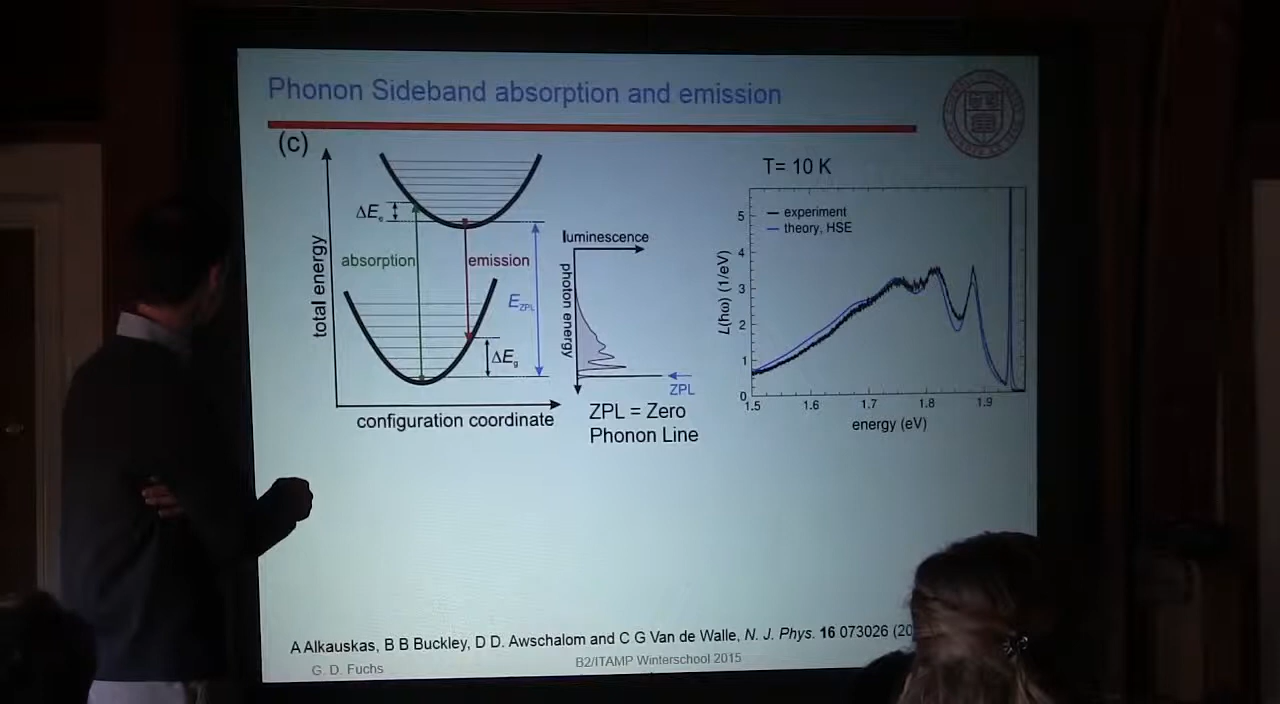 Phonon Sideband absorption and emission
(c)
ΔEe
absorption
emission
EZPL
ΔEg
total energy
configuration coordinate
luminescence
photon energy
ZPL
ZPL = Zero
Phonon Line
T= 10 K
experiment
theory, HSE
L(ħω) (1/eV)
5
4
3
2
1
0
1.5 1.6 1.7 1.8 1.9
energy (eV)
A Alkauskas, B B Buckley, D D. Awschalom and C G Van de Walle, N. J. Phys. 16 073026 (20
G. D. Fuchs
B2/ITAMP Winterschool 2015